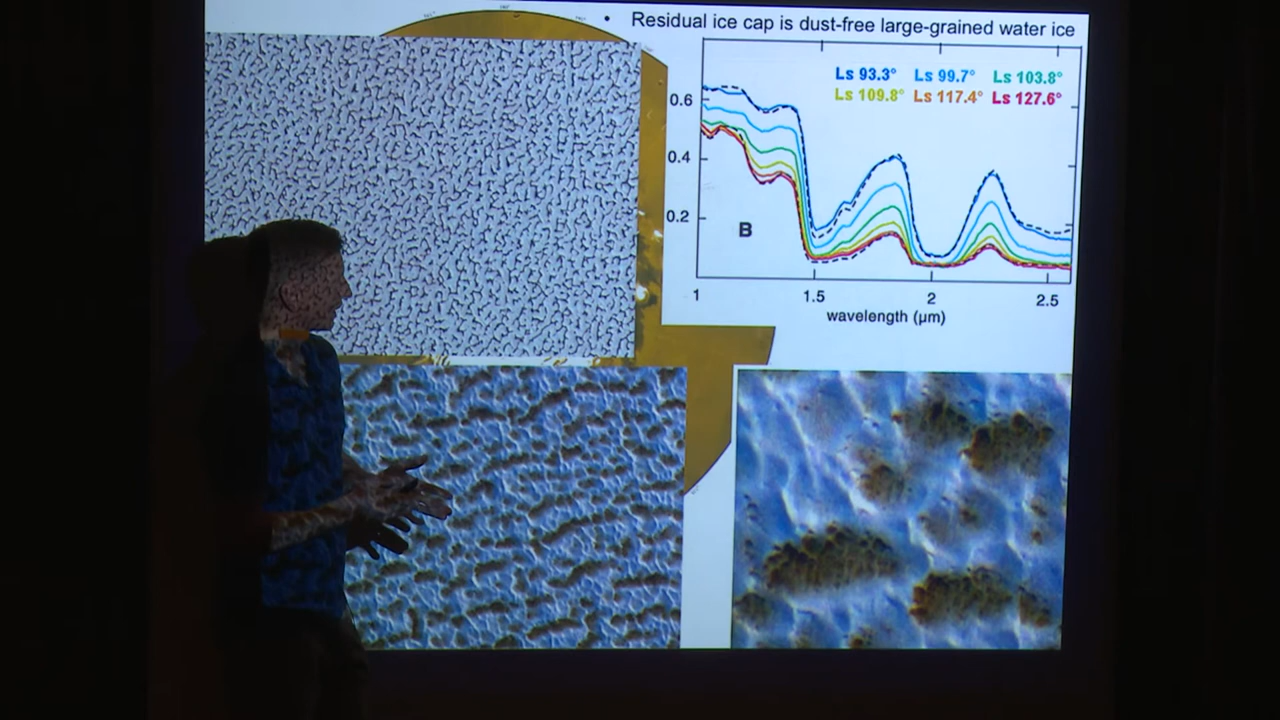 • Residual ice cap is dust-free large-grained water ice
Ls 93.3° Ls 99.7° Ls 103.8°
Ls 109.8° Ls 117.4° Ls 127.6°
0.6
0.4
0.2
B
1 1.5 2 2.5
wavelength (µm)